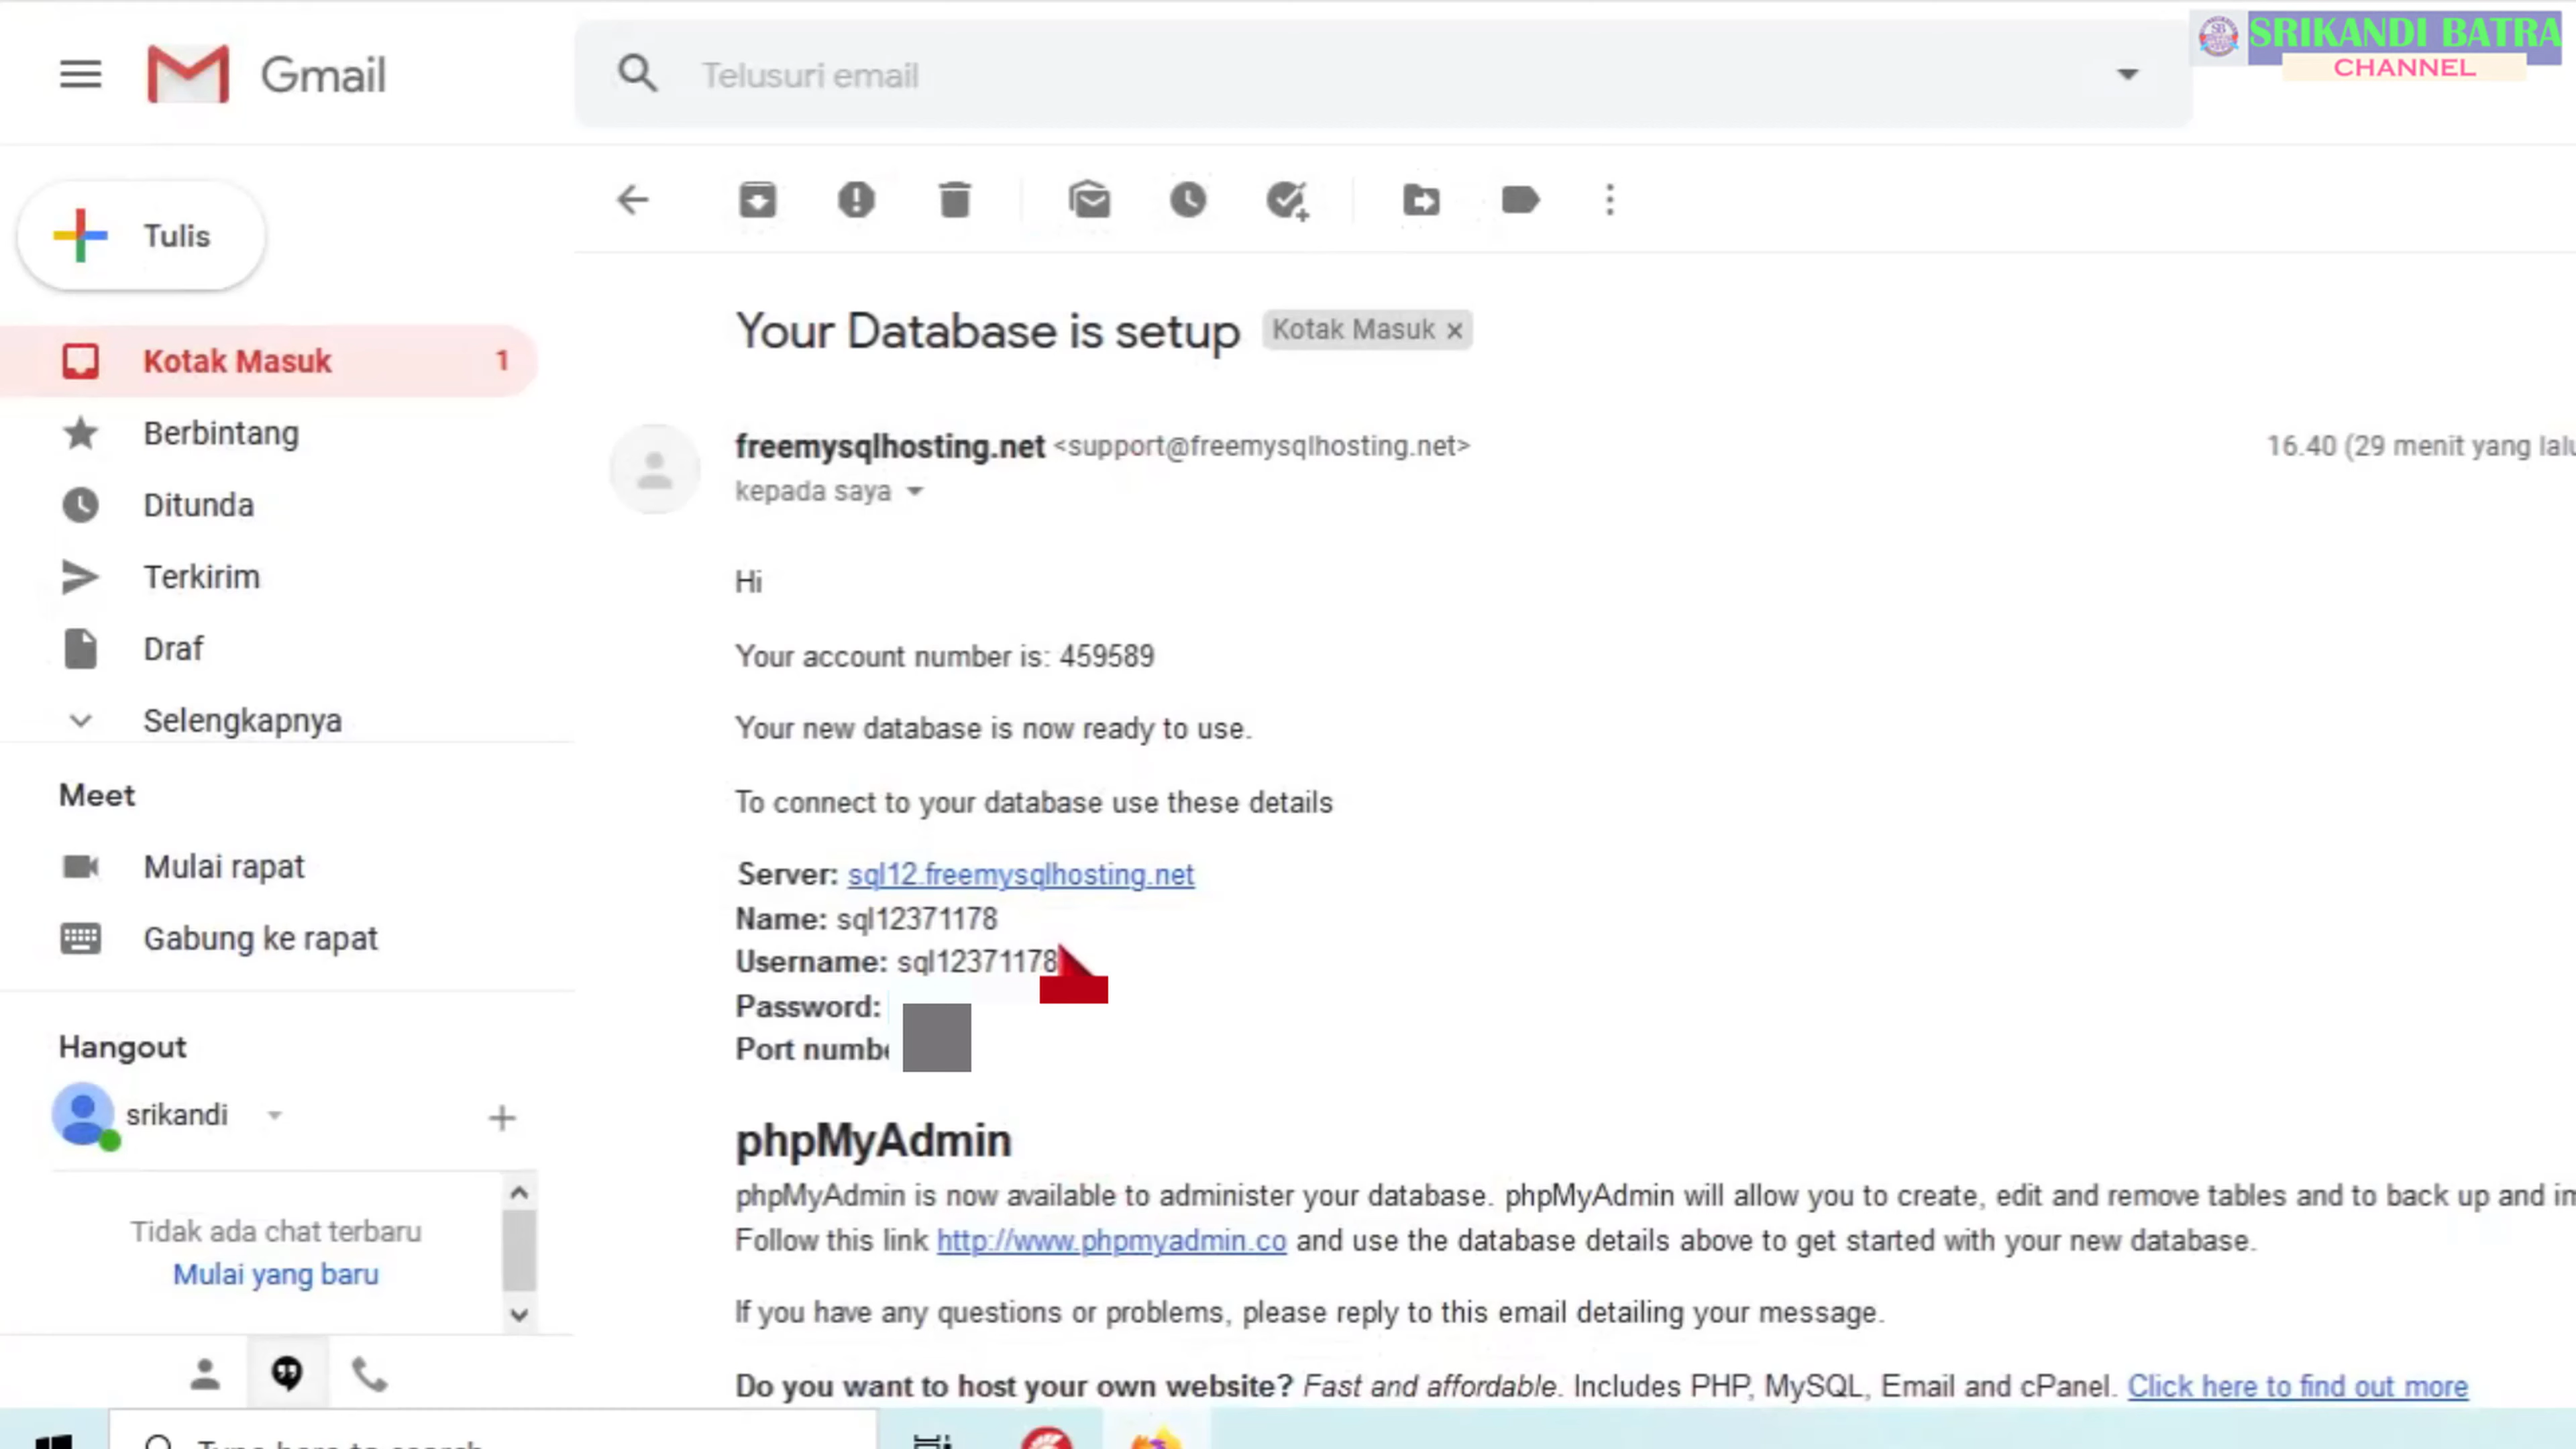 SRIKANDI BATRA
CHANNEL
Gmail
Telusuri email
Tulis
Kotak Masuk 1
Berbintang
Ditunda
Terkirim
Draf
Selengkapnya
Meet
Mulai rapat
Gabung ke rapat
Hangout
srikandi
Tidak ada chat terbaru
Mulai yang baru
Your Database is setup Kotak Masuk ×
freemysqlhosting.net <support@freemysqlhosting.net> 16.40 (29 menit yang lalu
kepada saya
Hi
Your account number is: 459589
Your new database is now ready to use.
To connect to your database use these details
Server: sql12.freemysqlhosting.net
Name: sql12371178
Username: sql12371178
Password:
Port numbe
phpMyAdmin
phpMyAdmin is now available to administer your database. phpMyAdmin will allow you to create, edit and remove tables and to back up and im
Follow this link http://www.phpmyadmin.co and use the database details above to get started with your new database.
If you have any questions or problems, please reply to this email detailing your message.
Do you want to host your own website? Fast and affordable. Includes PHP, MySQL, Email and cPanel. Click here to find out more
Type here to search